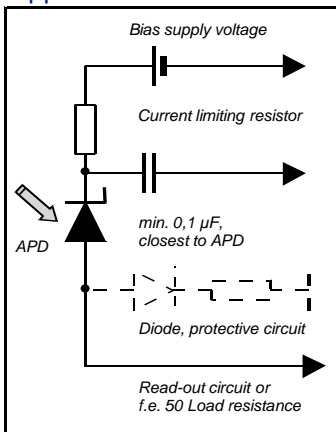 Bias supply voltage
Current limiting resistor
min. 0,1 µF,
closest to APD
APD
Diode, protective circuit
Read-out circuit or
f.e. 50 Load resistance